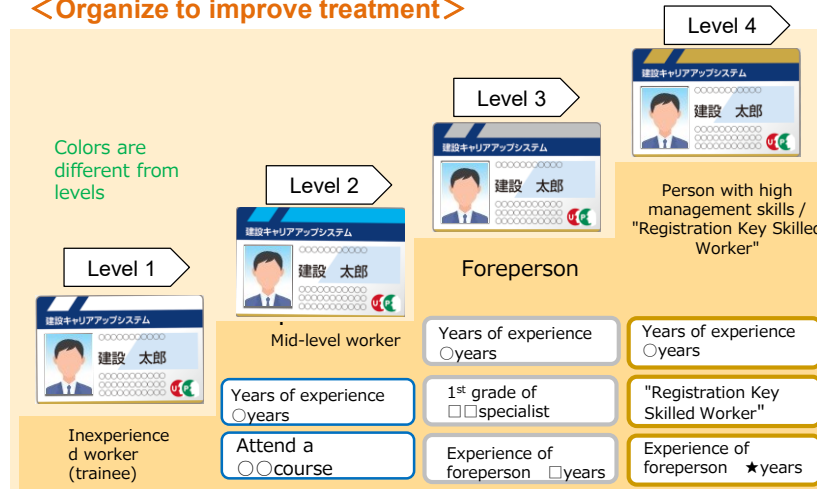 ＜Organize to improve treatment＞
Colors are
different from
levels
Level 1
建設キャリアアップシステム
○○○○○○○○○○○
建設 太郎
Inexperience
d worker
(trainee)
Level 2
建設キャリアアップシステム
○○○○○○○○○○○
建設 太郎
Mid-level worker
Years of experience
○years
Attend a
○○course
Level 3
建設キャリアアップシステム
○○○○○○○○○○○
建設 太郎
Foreperson
Years of experience
○years
1st grade of
□□specialist
Experience of
foreperson □years
Level 4
建設キャリアアップシステム
○○○○○○○○○○○
建設 太郎
Person with high
management skills /
"Registration Key Skilled
Worker"
Years of experience
○years
"Registration Key
Skilled Worker"
Experience of
foreperson ★years